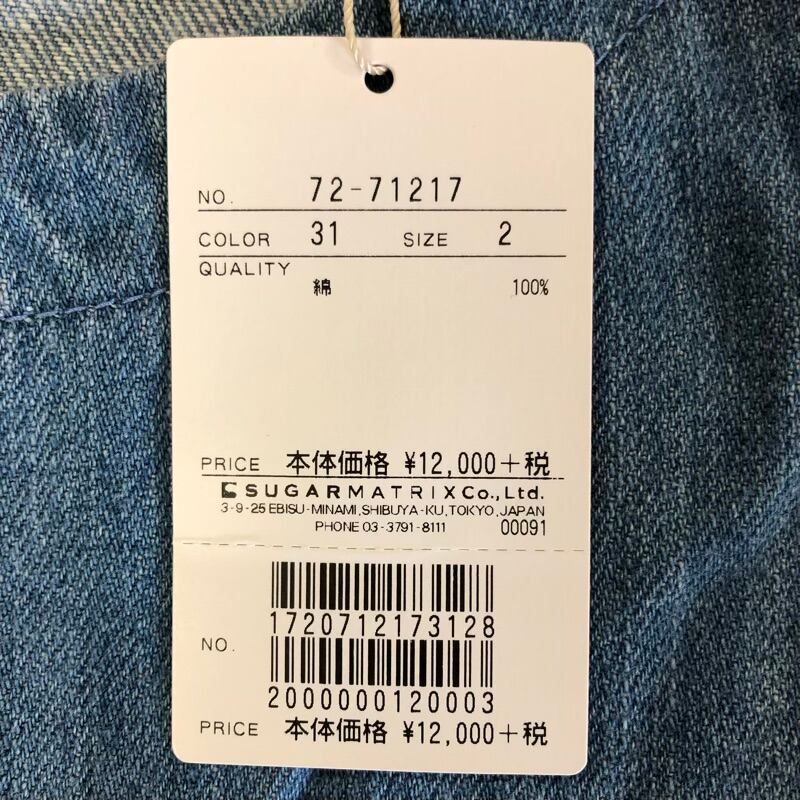 NO. 72-71217
COLOR 31 SIZE 2
QUALITY
綿 100%
PRICE 本体価格 ¥12,000+税
SUGARMATRIX Co., Ltd.
3-9-25 EBISU-MINAMI, SHIBUYA-KU, TOKYO, JAPAN
PHONE 03-3791-8111 00091
1720712173128
NO.
2000000120003
PRICE 本体価格 ¥12,000+税